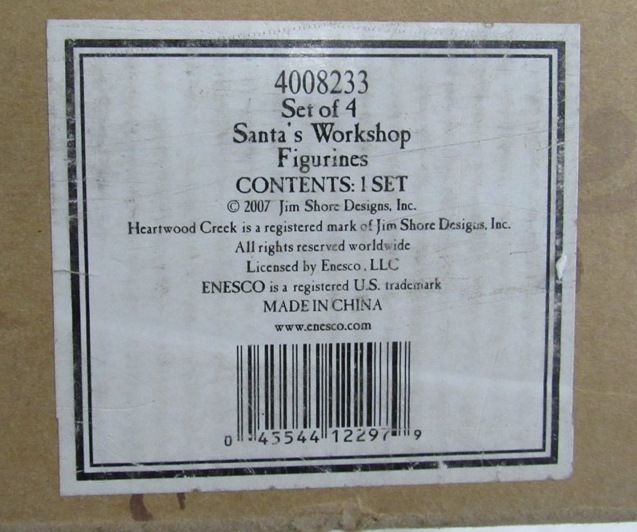 4008233
Set of 4
Santa's Workshop
Figurines
CONTENTS: 1 SET
© 2007 Jim Shore Designs, Inc.
Heartwood Creek is a registered mark of Jim Shore Designs, Inc.
All rights reserved worldwide
Licensed by Enesco, LLC
ENESCO is a registered U.S. trademark
MADE IN CHINA
www.enesco.com
0 45544 12297 9